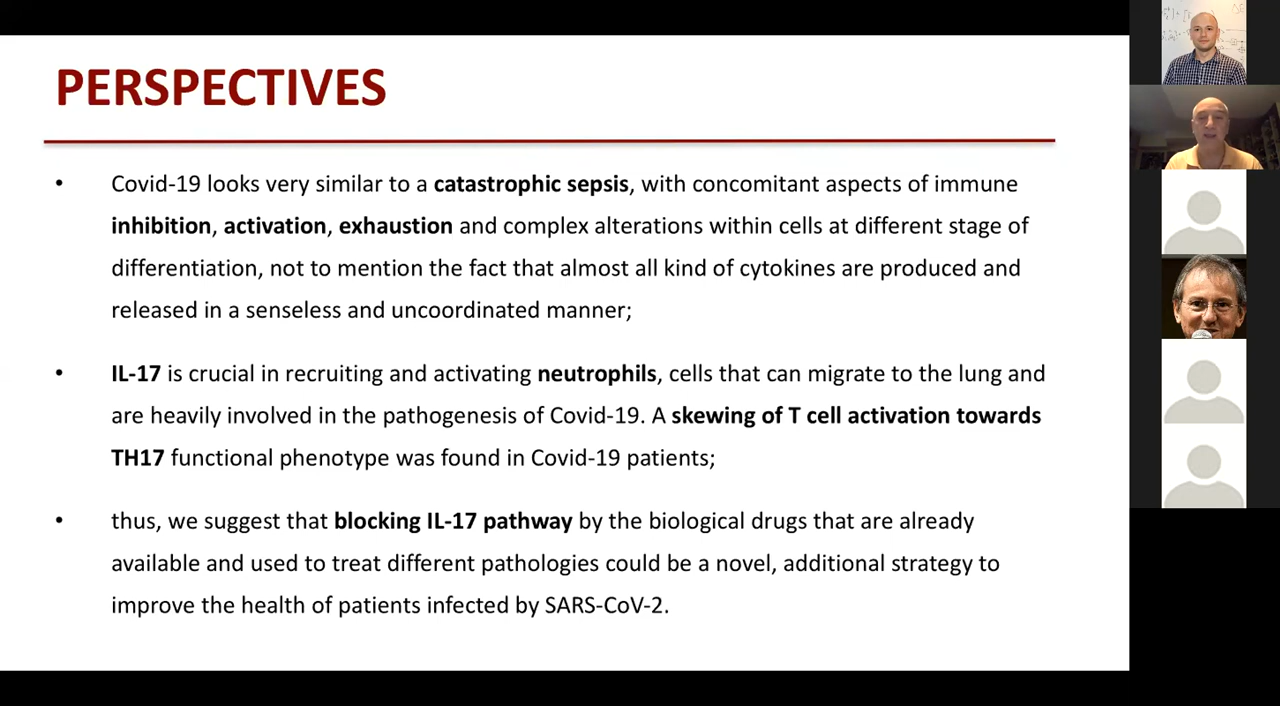 PERSPECTIVES
• Covid-19 looks very similar to a catastrophic sepsis, with concomitant aspects of immune
inhibition, activation, exhaustion and complex alterations within cells at different stage of
differentiation, not to mention the fact that almost all kind of cytokines are produced and
released in a senseless and uncoordinated manner;
• IL-17 is crucial in recruiting and activating neutrophils, cells that can migrate to the lung and
are heavily involved in the pathogenesis of Covid-19. A skewing of T cell activation towards
TH17 functional phenotype was found in Covid-19 patients;
• thus, we suggest that blocking IL-17 pathway by the biological drugs that are already
available and used to treat different pathologies could be a novel, additional strategy to
improve the health of patients infected by SARS-CoV-2.